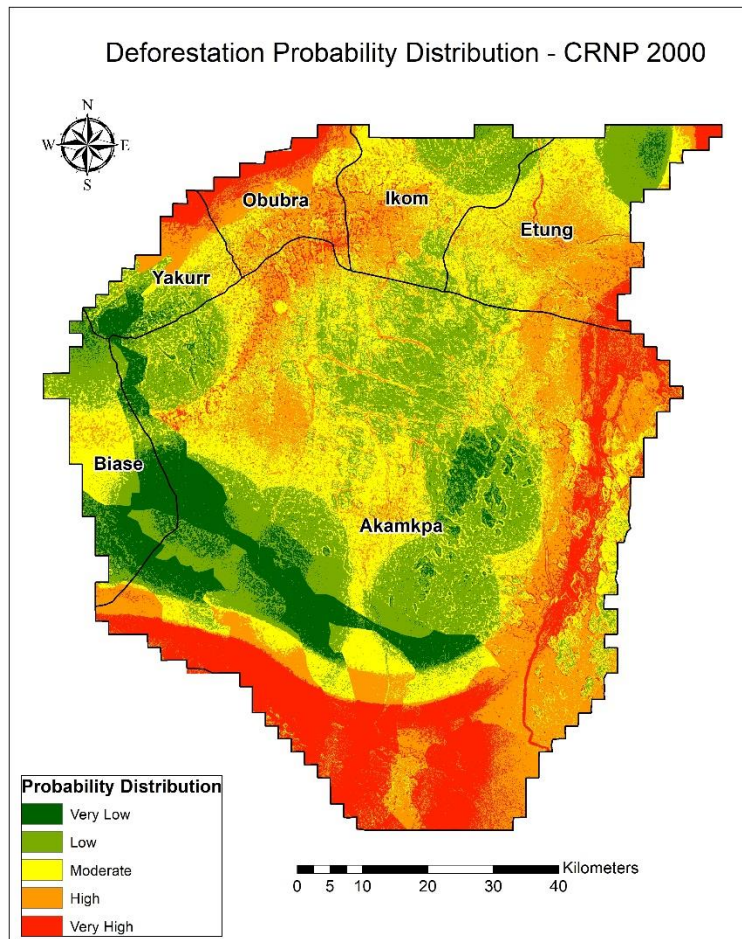 Deforestation Probability Distribution - CRNP 2000
N
W E
S
Obubra
Ikom
Etung
Yakurr
Biase
Akamkpa
Probability Distribution
Very Low
Low
Moderate
High
Very High
Kilometers
0 5 10 20 30 40